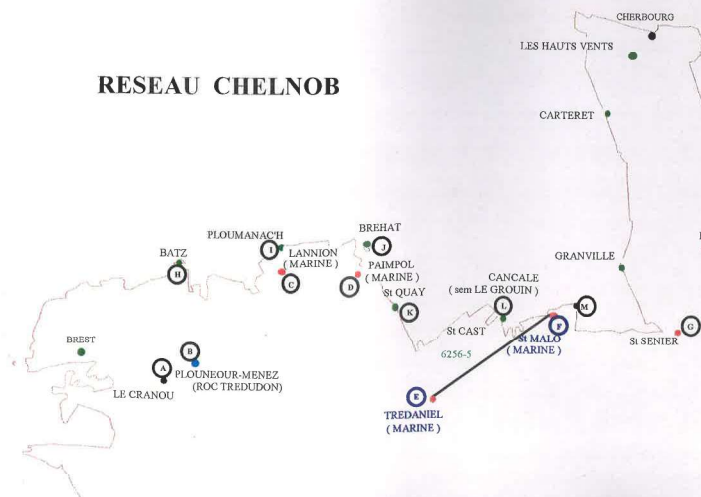 CHERBOURG
LES HAUTS VENTS
RESEAU CHELNOB
CARTERET
PLOUMANAC'H
BREHAT
I
J
BATZ
LANNION
(MARINE)
PAIMPOL
(MARINE)
GRANVILLE
H
C
D
CANCALE
(sem LE GROUIN)
St QUAY
K
L
M
BREST
St CAST
St MALO
(MARINE)
F
St SENIER
G
B
6256-5
A
PLOUNEOUR-MENEZ
(ROC TREDUDON)
LE CRANOU
E
TREDANIEL
(MARINE)